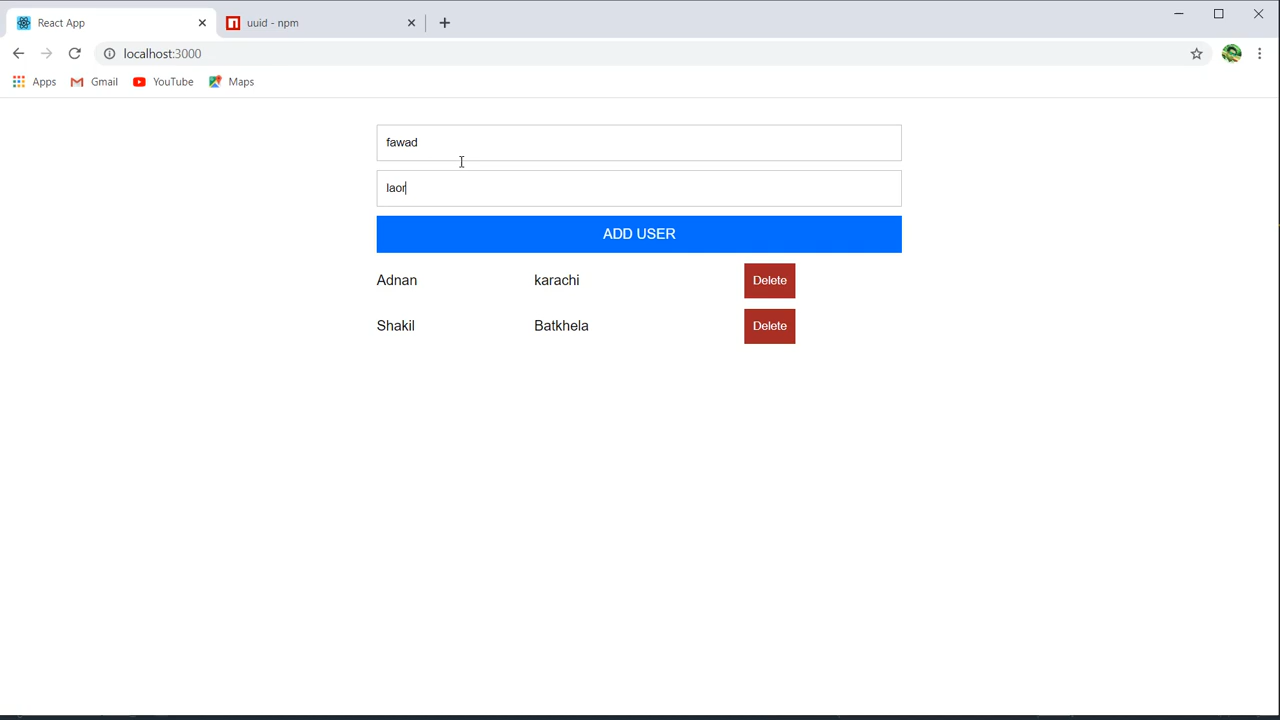 React App
uuid - npm
localhost:3000
Apps Gmail YouTube Maps
fawad
laor
ADD USER
Adnan karachi Delete
Shakil Batkhela Delete